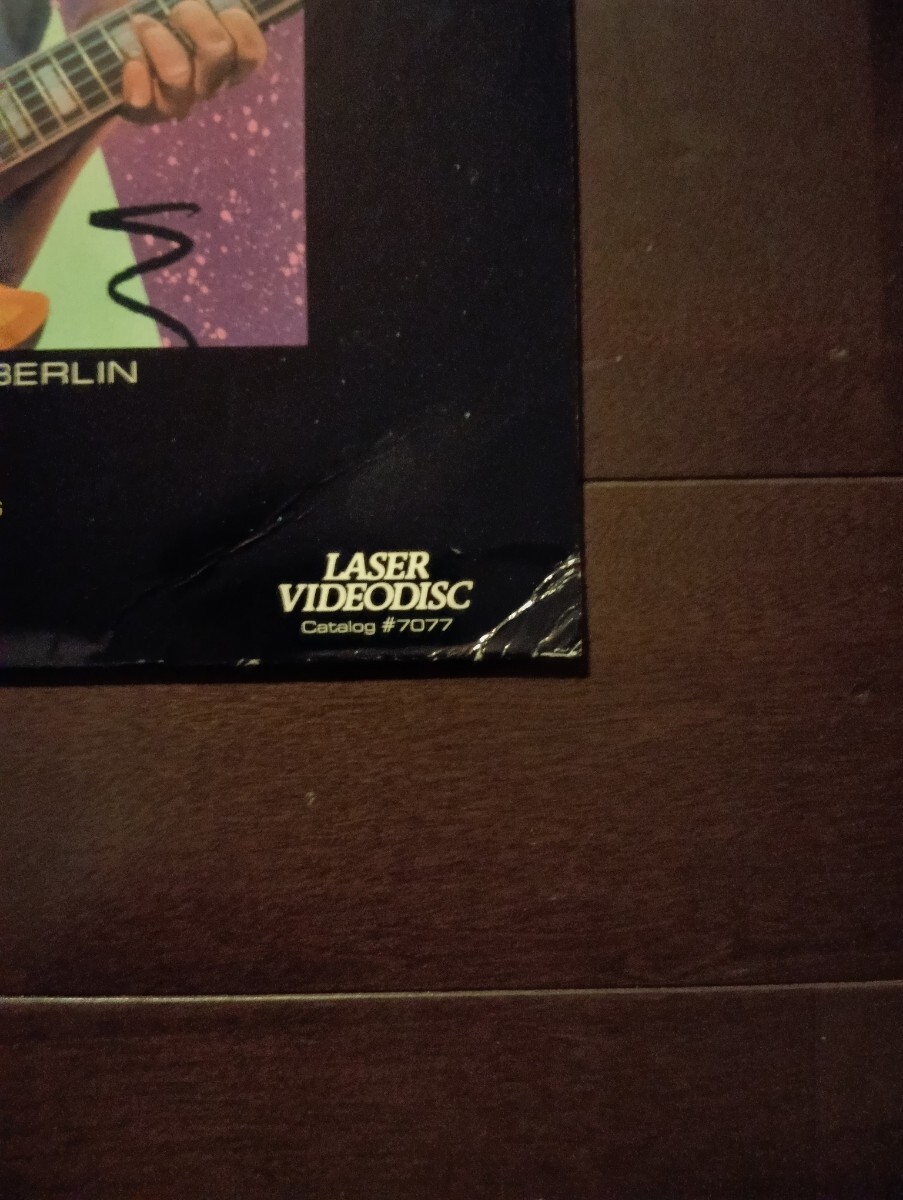 BERLIN
S
LASER
VIDEODISC
Catalog #7077